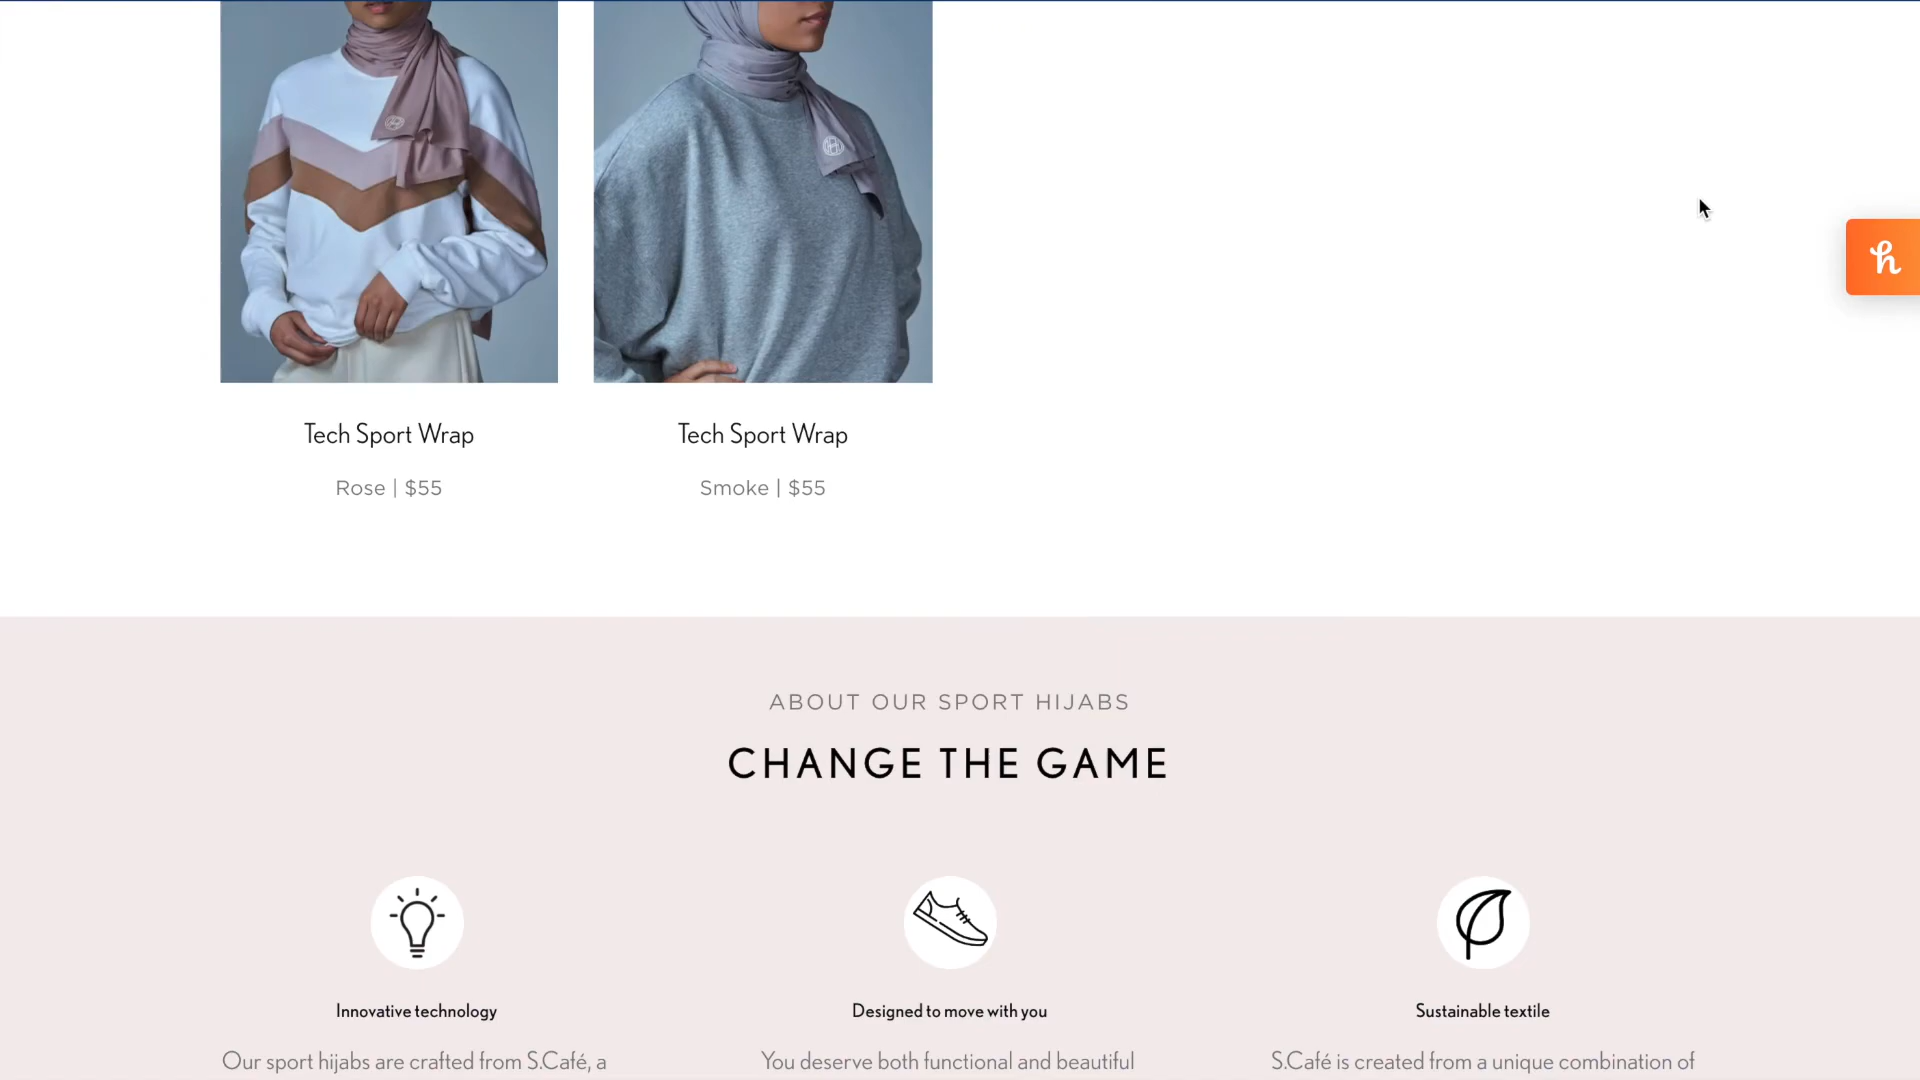 Tech Sport Wrap
Rose | $55
Tech Sport Wrap
Smoke | $55
ABOUT OUR SPORT HIJABS
CHANGE THE GAME
Innovative technology
Our sport hijabs are crafted from S.Café, a
Designed to move with you
You deserve both functional and beautiful
Sustainable textile
S.Café is created from a unique combination of